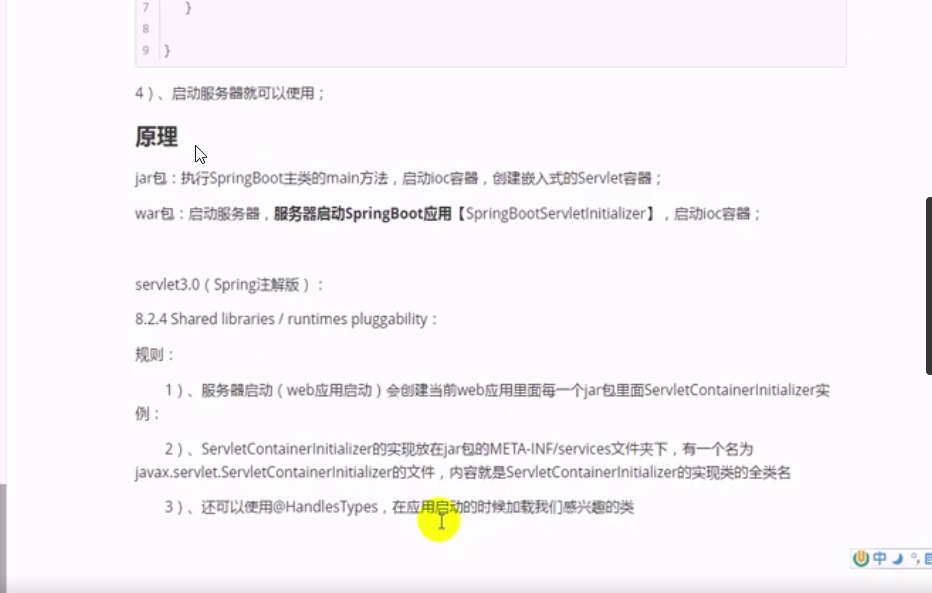 7 }
8
9 }
4）、启动服务器就可以使用；
原理
jar包：执行SpringBoot主类的main方法，启动ioc容器，创建嵌入式的Servlet容器；
war包：启动服务器，服务器启动SpringBoot应用【SpringBootServletInitializer】，启动ioc容器；
servlet3.0（Spring注解版）：
8.2.4 Shared libraries / runtimes pluggability：
规则：
1）、服务器启动（web应用启动）会创建当前web应用里面每一个jar包里面ServletContainerInitializer实
例：
2）、ServletContainerInitializer的实现放在jar包的META-INF/services文件夹下，有一个名为
javax.servlet.ServletContainerInitializer的文件，内容就是ServletContainerInitializer的实现类的全类名
3）、还可以使用@HandlesTypes，在应用启动的时候加载我们感兴趣的类
中